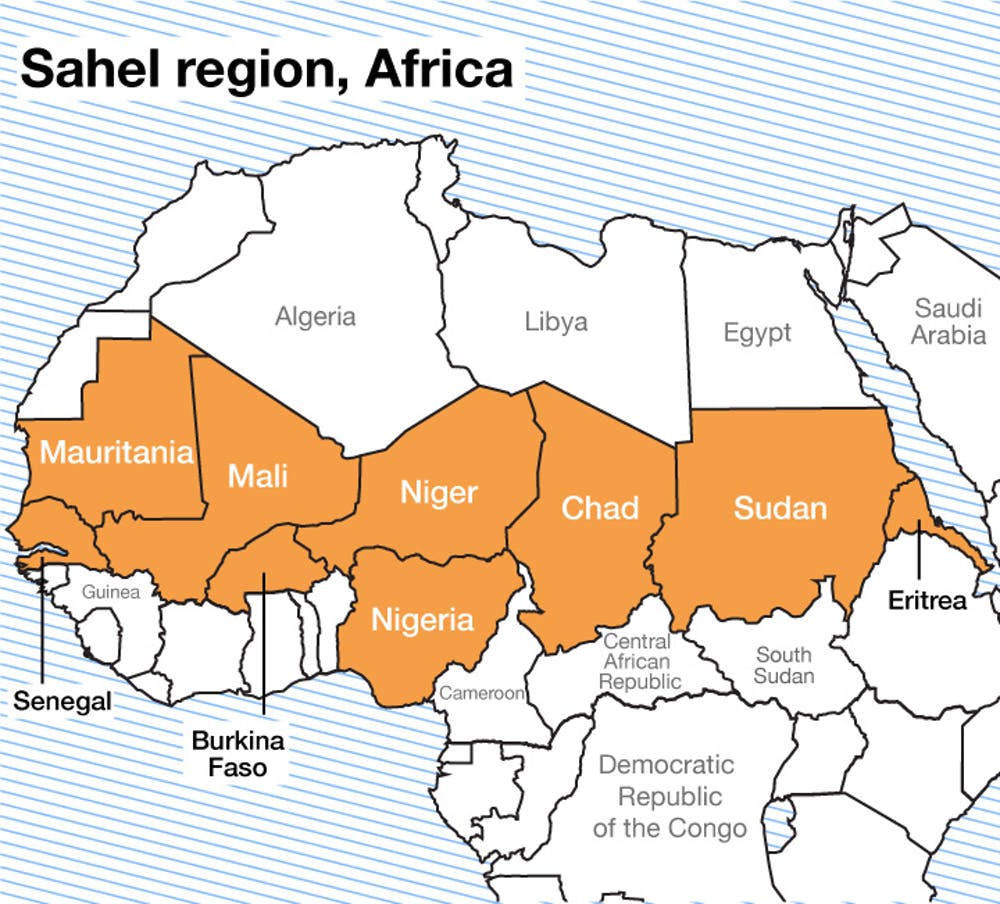 Sahel region, Africa
Algeria
Libya
Egypt
Saudi
Arabia
Mauritania
Mali
Niger
Chad
Sudan
Eritrea
Guinea
Nigeria
Central
African
Republic
South
Sudan
Cameroon
Senegal
Burkina
Faso
Democratic
Republic
of the Congo